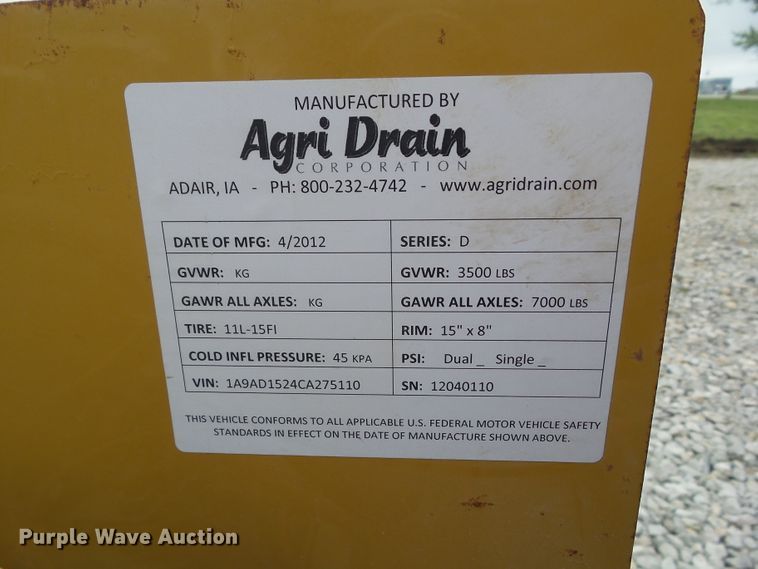 MANUFACTURED BY
Agri Drain
CORPORATION
ADAIR, IA - PH: 800-232-4742 - www.agridrain.com
DATE OF MFG: 4/2012 SERIES: D
GVWR: KG GVWR: 3500 LBS
GAWR ALL AXLES: KG GAWR ALL AXLES: 7000 LBS
TIRE: 11L-15FI RIM: 15" x 8"
COLD INFL PRESSURE: 45 KPA PSI: Dual _ Single _
VIN: 1A9AD1524CA275110 SN: 12040110
THIS VEHICLE CONFORMS TO ALL APPLICABLE U.S. FEDERAL MOTOR VEHICLE SAFETY
STANDARDS IN EFFECT ON THE DATE OF MANUFACTURE SHOWN ABOVE.
Purple Wave Auction